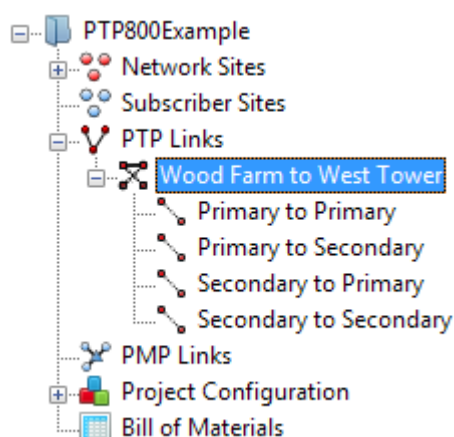 PTP800Example
Network Sites
Subscriber Sites
PTP Links
Wood Farm to West Tower
Primary to Primary
Primary to Secondary
Secondary to Primary
Secondary to Secondary
PMP Links
Project Configuration
Bill of Materials